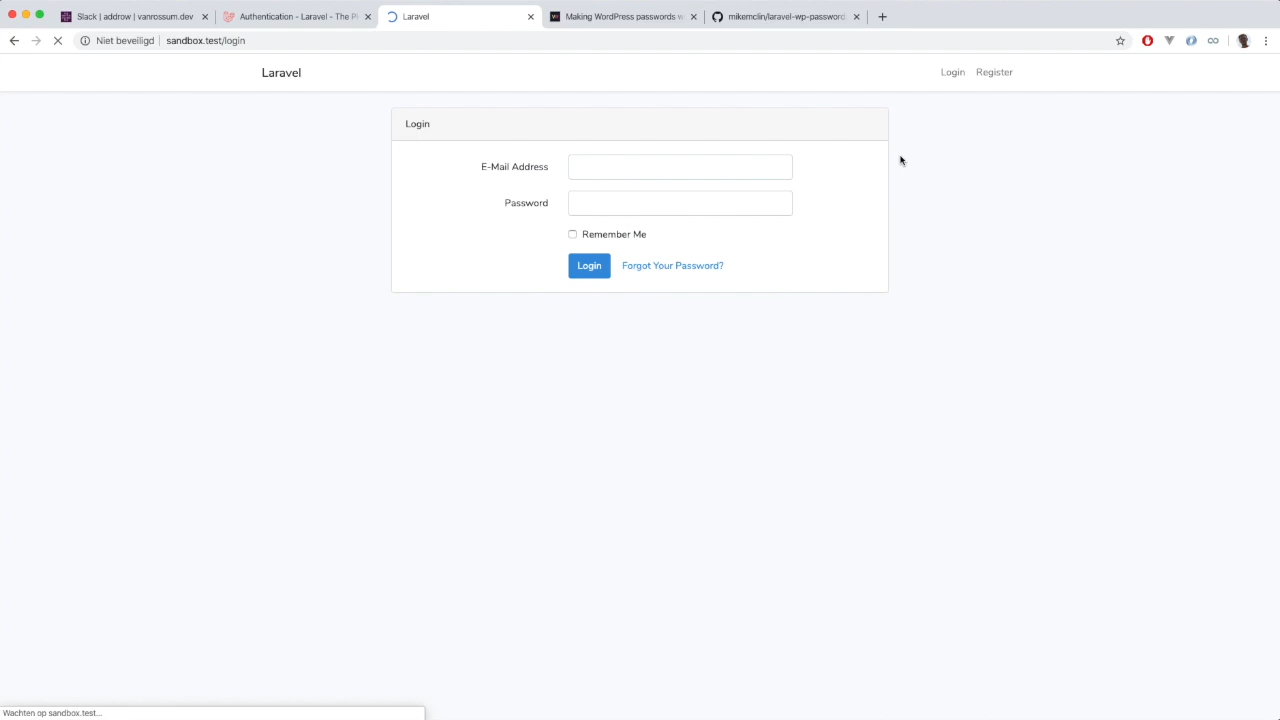 Slack | addrow | vanrossum.dev
Authentication - Laravel - The P
Laravel
Making WordPress passwords w
mikemclin/laravel-wp-password
Niet beveiligd
sandbox.test/login
Laravel
Login
Register
Login
E-Mail Address
Password
Remember Me
Login
Forgot Your Password?
Wachten op sandbox.test...